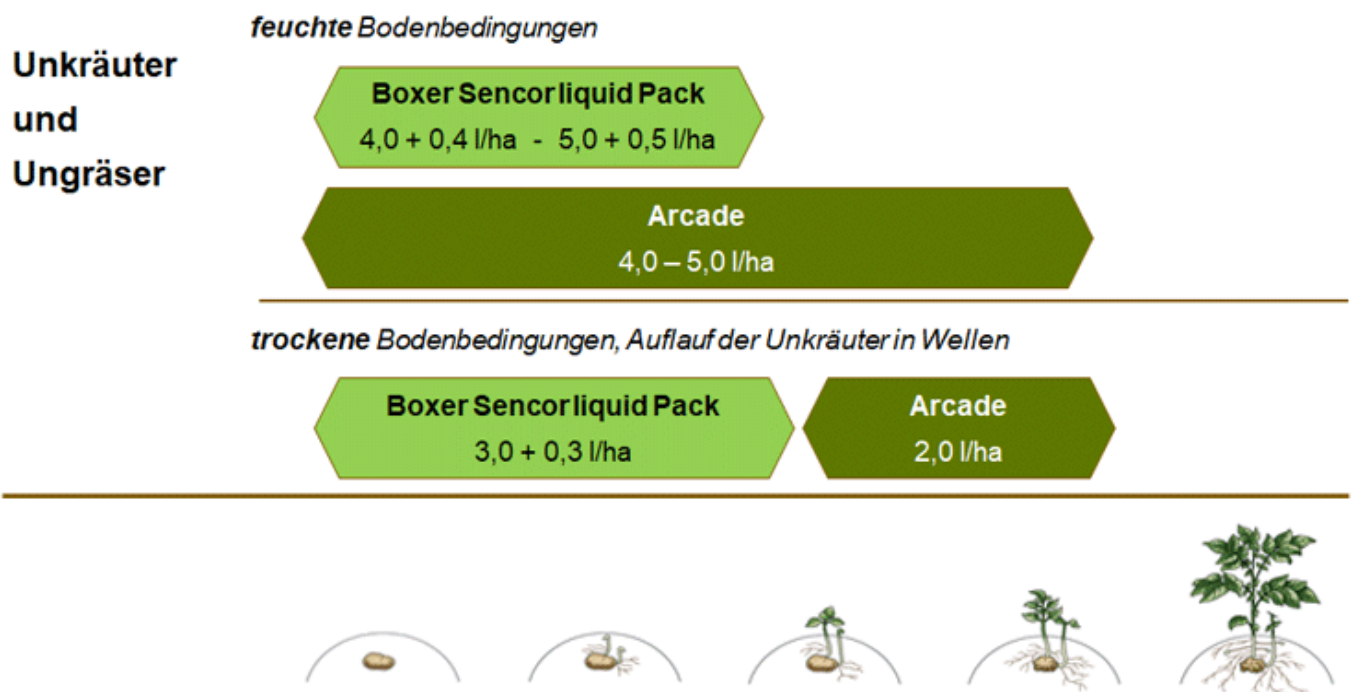 Unkräuter
und
Ungräser
feuchte Bodenbedingungen
Boxer Sencor liquid Pack
4,0 + 0,4 l/ha - 5,0 + 0,5 l/ha
Arcade
4,0 – 5,0 l/ha
trockene Bodenbedingungen, Auflauf der Unkräuter in Wellen
Boxer Sencor liquid Pack
3,0 + 0,3 l/ha
Arcade
2,0 l/ha